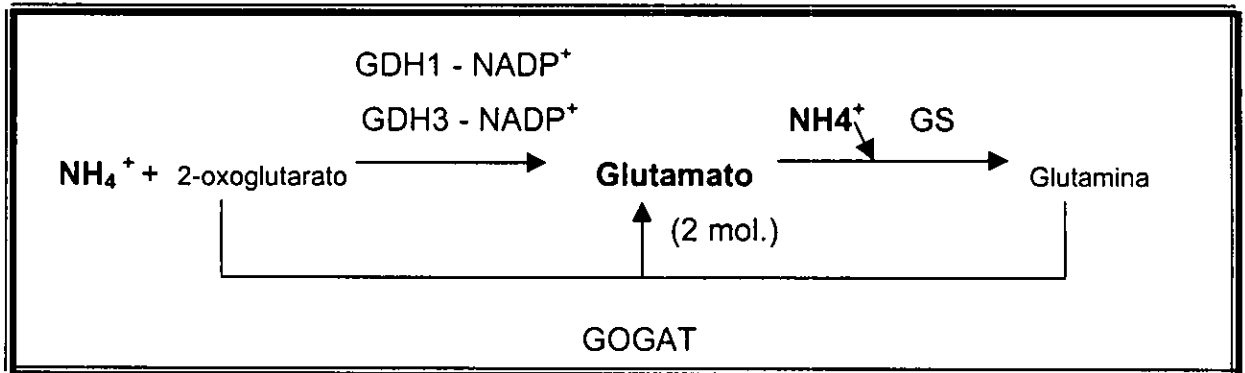 GDH1 - NADP⁺
GDH3 - NADP⁺ NH4⁺ GS
NH₄⁺ + 2-oxoglutarato Glutamato Glutamina
(2 mol.)
GOGAT